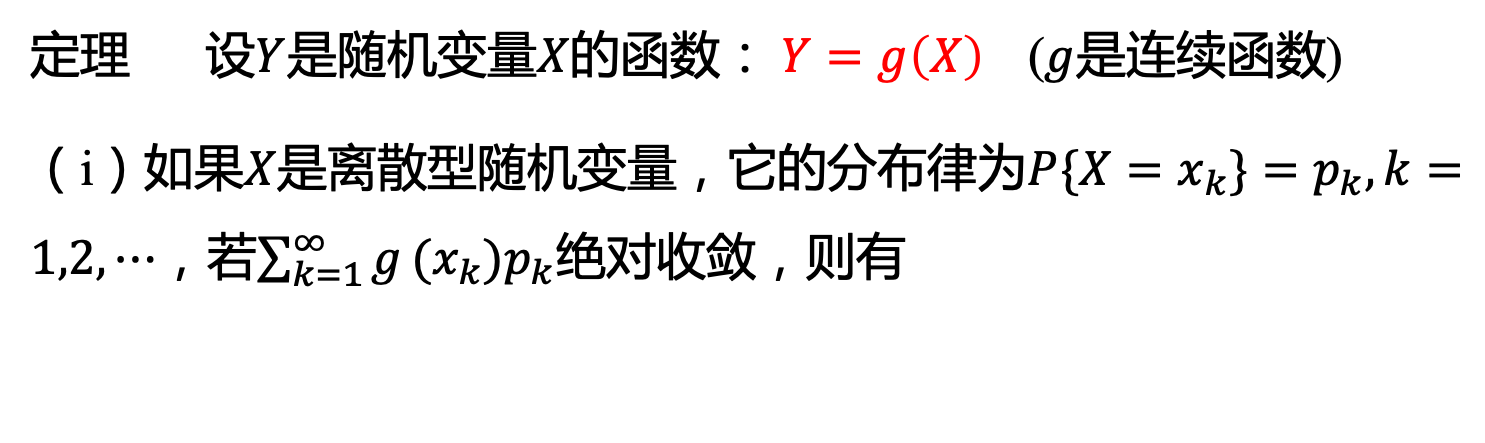 定理 设Y是随机变量X的函数：Y = g(X) (g是连续函数)
（i）如果X是离散型随机变量，它的分布律为P{X = x_k} = p_k, k =
1,2,⋯，若∑_{k=1}^{∞} g (x_k)p_k绝对收敛，则有